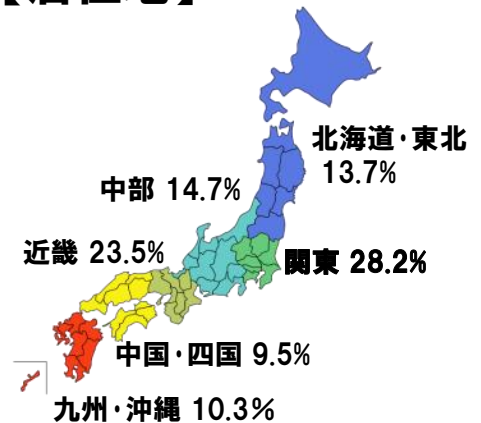 北海道・東北
13.7%
中部 14.7%
近畿 23.5%
関東 28.2%
中国・四国 9.5%
九州・沖縄 10.3%